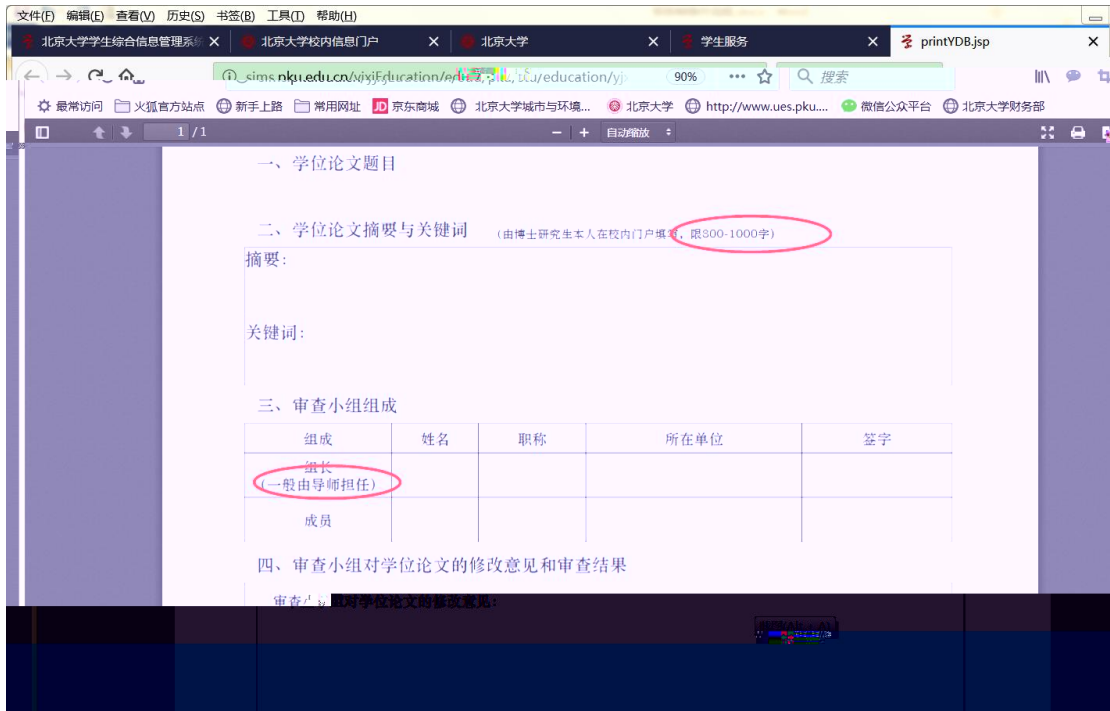 文件(F) 编辑(E) 查看(V) 历史(S) 书签(B) 工具(T) 帮助(H)
北京大学学生综合信息管理系统 北京大学校内信息门户 北京大学 学生服务 printYDB.jsp
sims.pku.edu.cn 90% 搜索
最常访问 火狐官方站点 新手上路 常用网址 JD 京东商城 北京大学城市与环境... 北京大学 http://www.ues.pku.... 微信公众平台 北京大学财务部
1 / 1 — + 自动缩放
一、学位论文题目
二、学位论文摘要与关键词 (由博士研究生本人在校内门户填写，限800-1000字)
摘要:
关键词:
三、审查小组组成
组成 姓名 职称 所在单位 签字
组长
(一般由导师担任)
成员
四、审查小组对学位论文的修改意见和审查结果
审查小组对学位论文的修改意见: